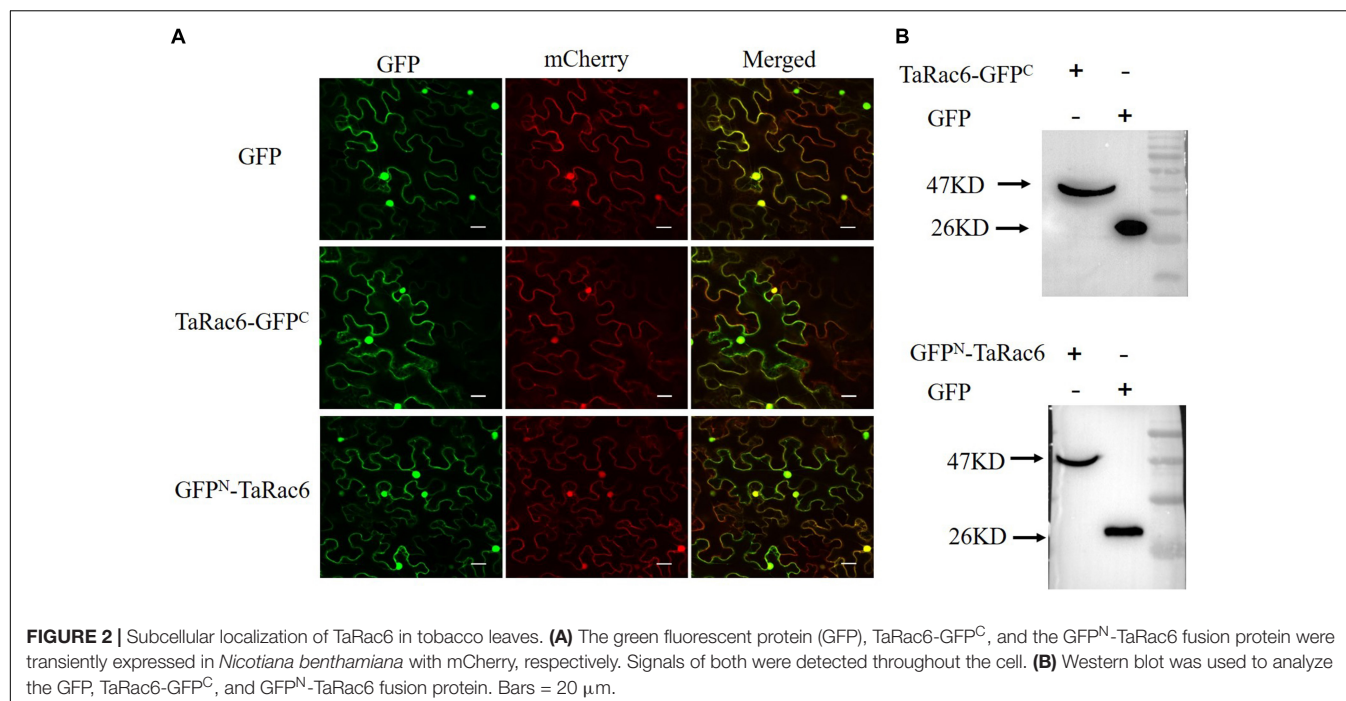 A
GFP mCherry Merged
GFP
TaRac6-GFPC
GFPN-TaRac6
B
TaRac6-GFPC + -
GFP - +
47KD
26KD
GFPN-TaRac6 + -
GFP - +
47KD
26KD
FIGURE 2 | Subcellular localization of TaRac6 in tobacco leaves. (A) The green fluorescent protein (GFP), TaRac6-GFPC, and the GFPN-TaRac6 fusion protein were
transiently expressed in Nicotiana benthamiana with mCherry, respectively. Signals of both were detected throughout the cell. (B) Western blot was used to analyze
the GFP, TaRac6-GFPC, and GFPN-TaRac6 fusion protein. Bars = 20 μm.